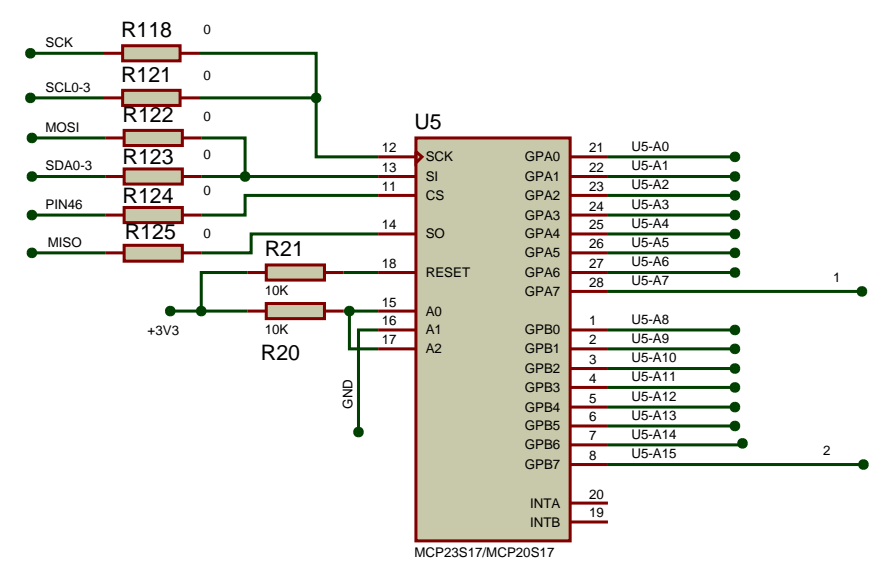 R118 0
SCK
R121 0
SCL0-3
R122 0
MOSI
R123 0
SDA0-3
R124 0
PIN46
R125 0
MISO
R21
10K
+3V3
10K
R20
GND
U5
12 SCK
13 SI
11 CS
14 SO
18 RESET
15 A0
16 A1
17 A2
GPA0 21 U5-A0
GPA1 22 U5-A1
GPA2 23 U5-A2
GPA3 24 U5-A3
GPA4 25 U5-A4
GPA5 26 U5-A5
GPA6 27 U5-A6
GPA7 28 U5-A7 1
GPB0 1 U5-A8
GPB1 2 U5-A9
GPB2 3 U5-A10
GPB3 4 U5-A11
GPB4 5 U5-A12
GPB5 6 U5-A13
GPB6 7 U5-A14
GPB7 8 U5-A15 2
INTA 20
INTB 19
MCP23S17/MCP20S17